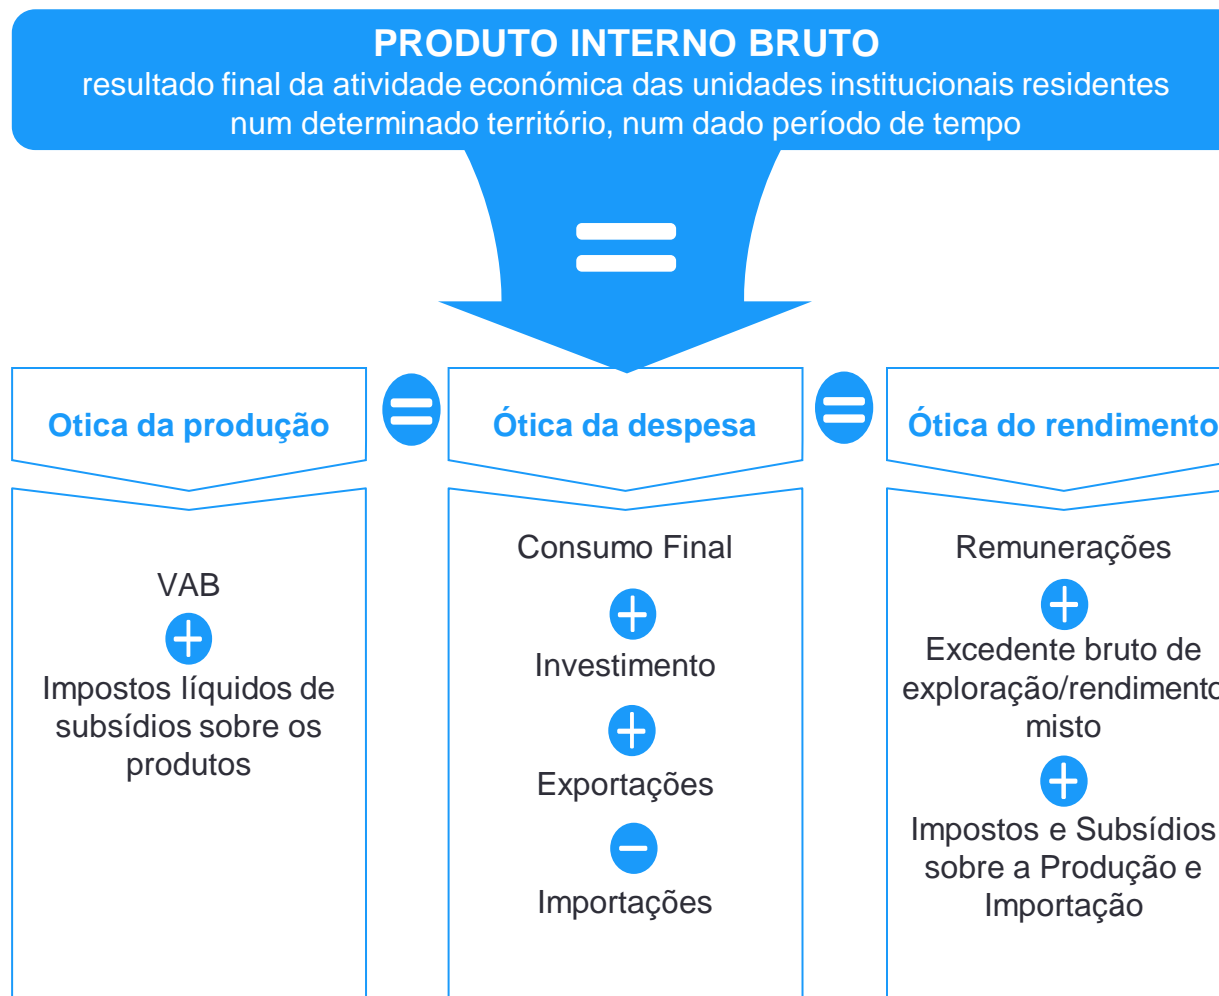 PRODUTO INTERNO BRUTO
resultado final da atividade económica das unidades institucionais residentes
num determinado território, num dado período de tempo
=
Otica da produção
=
Ótica da despesa
=
Ótica do rendimento
VAB
+
Impostos líquidos de
subsídios sobre os
produtos
Consumo Final
+
Investimento
+
Exportações
−
Importações
Remunerações
+
Excedente bruto de
exploração/rendimento
misto
+
Impostos e Subsídios
sobre a Produção e
Importação